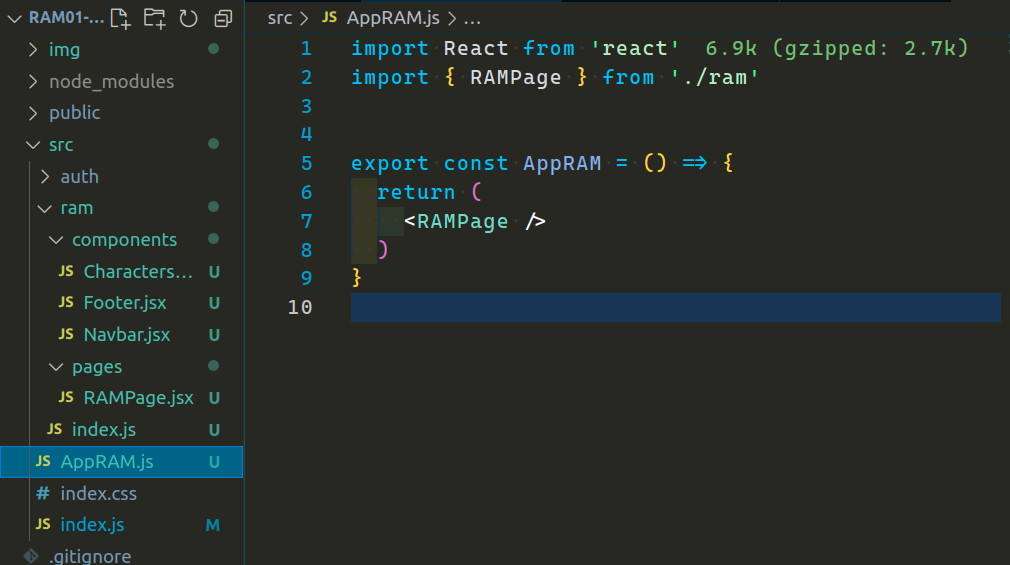 RAM01-...
img
node_modules
public
src
auth
ram
components
JS Characters... U
JS Footer.jsx U
JS Navbar.jsx U
pages
JS RAMPage.jsx U
JS index.js U
JS AppRAM.js U
# index.css
JS index.js M
.gitignore
src > JS AppRAM.js > ...
1 import React from 'react' 6.9k (gzipped: 2.7k)
2 import { RAMPage } from './ram'
3
4
5 export const AppRAM = () => {
6 return (
7 <RAMPage />
8 )
9 }
10